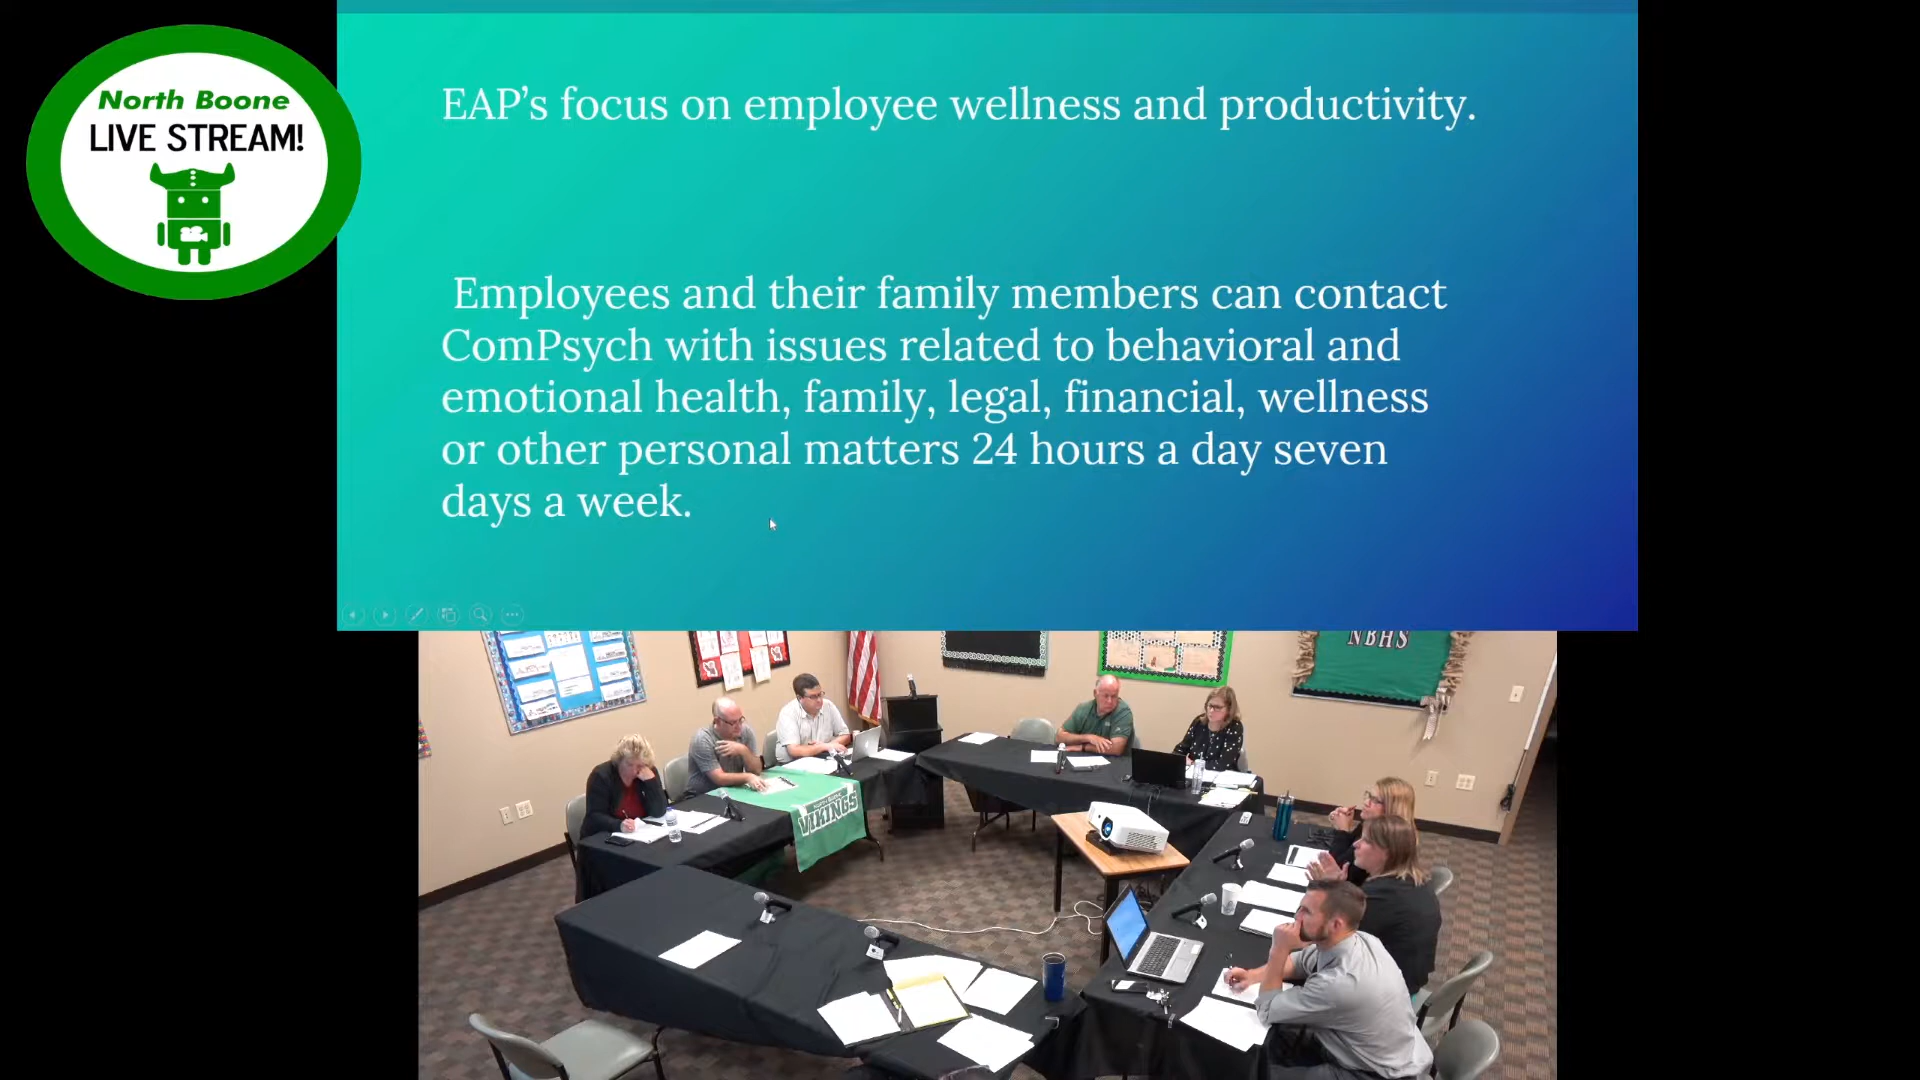 North Boone
LIVE STREAM!
EAP's focus on employee wellness and productivity.
Employees and their family members can contact
ComPsych with issues related to behavioral and
emotional health, family, legal, financial, wellness
or other personal matters 24 hours a day seven
days a week.
NBHS
NORTH BOONE
VIKINGS